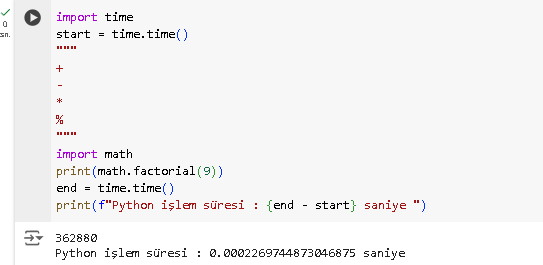 0
sn.
import time
start = time.time()
"""
+
-
*
%
"""
import math
print(math.factorial(9))
end = time.time()
print(f"Python işlem süresi : {end - start} saniye ")
362880
Python işlem süresi : 0.0002269744873046875 saniye